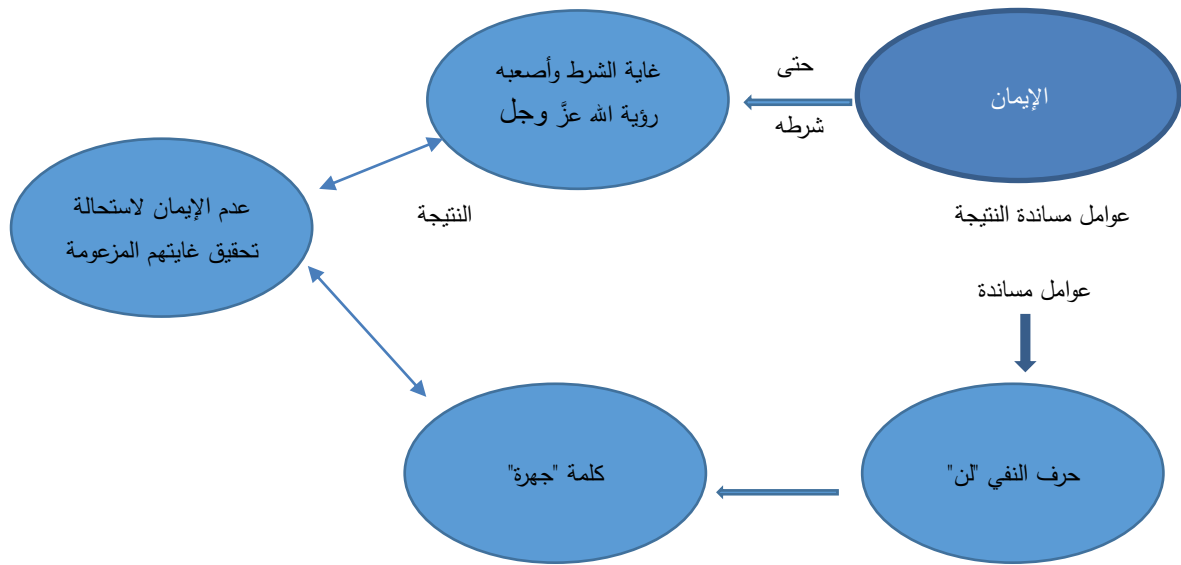 الإيمان
حتى
شرطه
غاية الشرط وأصعبه
رؤية الله عزَّ وجل
عوامل مساندة النتيجة
النتيجة
عدم الإيمان لاستحالة
تحقيق غايتهم المزعومة
عوامل مساندة
حرف النفي "لن"
كلمة "جهرة"